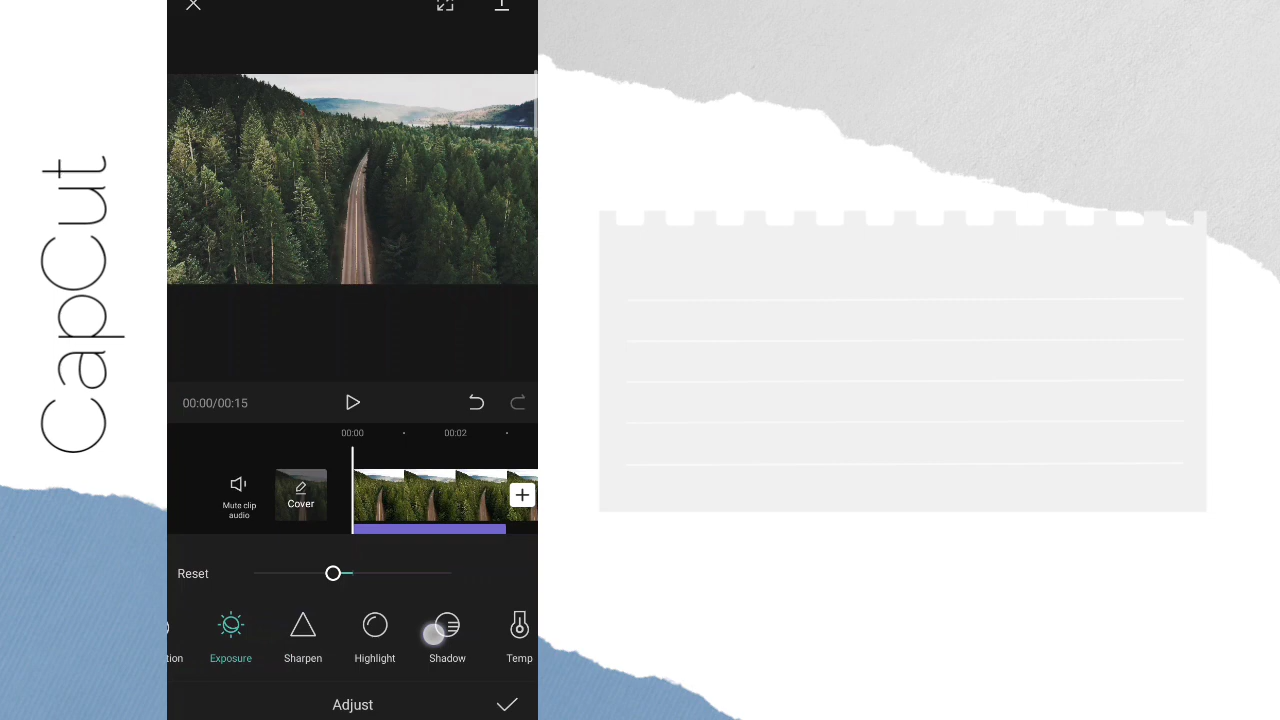 CapCut
00:00/00:15
00:00
00:02
Mute clip
audio
Cover
Reset
tion
Exposure
Sharpen
Highlight
Shadow
Temp
Adjust